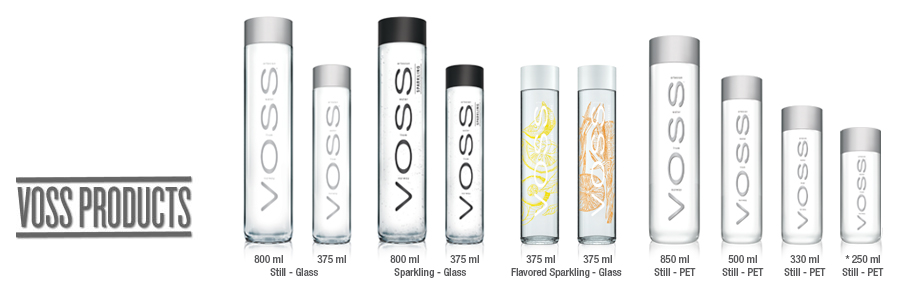 VOSS PRODUCTS
VOSS
VOSS
VOSS
SPARKLING
VOSS
SPARKLING
VOSS
VOSS
VOSS
VOSS
VOSS
VOSS
800 ml 375 ml
Still - Glass
800 ml 375 ml
Sparkling - Glass
375 ml 375 ml
Flavored Sparkling - Glass
850 ml
Still - PET
500 ml
Still - PET
330 ml
Still - PET
* 250 ml
Still - PET